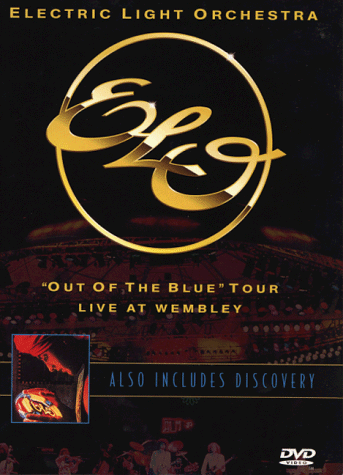 ELECTRIC LIGHT ORCHESTRA
ELO
"OUT OF THE BLUE" TOUR
LIVE AT WEMBLEY
ALSO INCLUDES DISCOVERY
DVD
VIDEO